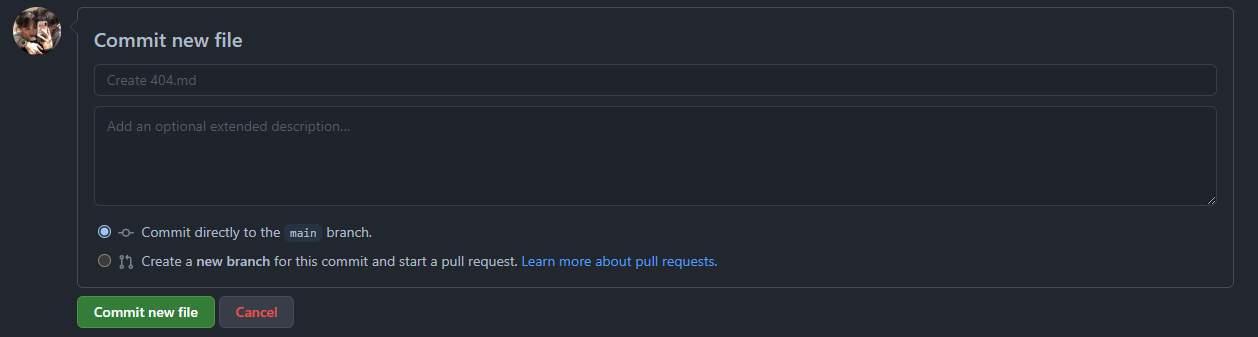 Commit new file
Create 404.md
Add an optional extended description...
Commit directly to the main branch.
Create a new branch for this commit and start a pull request. Learn more about pull requests.
Commit new file
Cancel